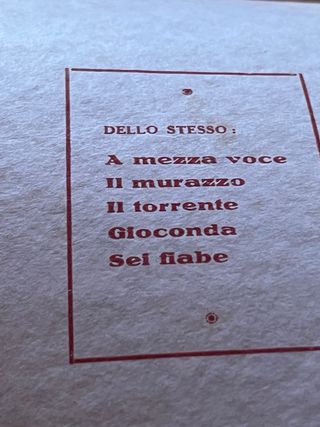 DELLO STESSO:
A mezza voce
Il murazzo
Il torrente
Gioconda
Sei fiabe